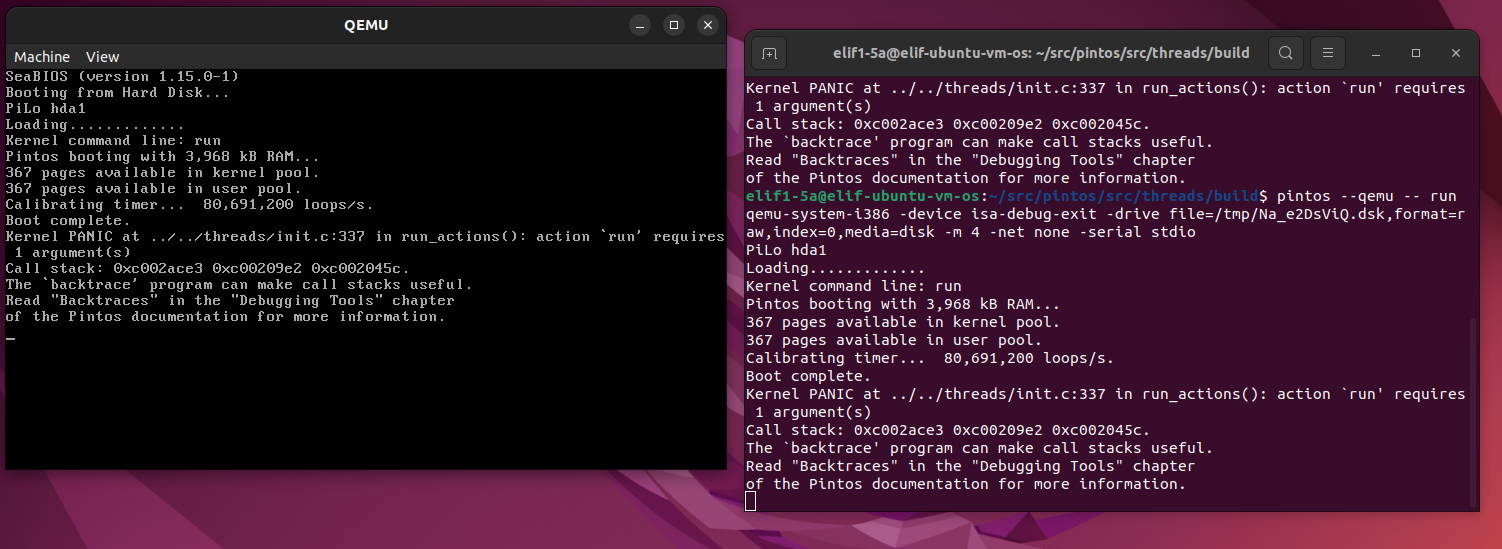 QEMU
Machine View
SeaBIOS (version 1.15.0-1)
Booting from Hard Disk...
PiLo hda1
Loading.............
Kernel command line: run
Pintos booting with 3,968 kB RAM...
367 pages available in kernel pool.
367 pages available in user pool.
Calibrating timer...  80,691,200 loops/s.
Boot complete.
Kernel PANIC at ../../threads/init.c:337 in run_actions(): action `run' requires
 1 argument(s)
Call stack: 0xc002ace3 0xc00209e2 0xc002045c.
The `backtrace' program can make call stacks useful.
Read "Backtraces" in the "Debugging Tools" chapter
of the Pintos documentation for more information.
elif1-5a@elif-ubuntu-vm-os: ~/src/pintos/src/threads/build
Kernel PANIC at ../../threads/init.c:337 in run_actions(): action `run' requires
 1 argument(s)
Call stack: 0xc002ace3 0xc00209e2 0xc002045c.
The `backtrace' program can make call stacks useful.
Read "Backtraces" in the "Debugging Tools" chapter
of the Pintos documentation for more information.
elif1-5a@elif-ubuntu-vm-os:~/src/pintos/src/threads/build$ pintos --qemu -- run
qemu-system-i386 -device isa-debug-exit -drive file=/tmp/Na_e2DsViQ.dsk,format=r
aw,index=0,media=disk -m 4 -net none -serial stdio
PiLo hda1
Loading.............
Kernel command line: run
Pintos booting with 3,968 kB RAM...
367 pages available in kernel pool.
367 pages available in user pool.
Calibrating timer...  80,691,200 loops/s.
Boot complete.
Kernel PANIC at ../../threads/init.c:337 in run_actions(): action `run' requires
 1 argument(s)
Call stack: 0xc002ace3 0xc00209e2 0xc002045c.
The `backtrace' program can make call stacks useful.
Read "Backtraces" in the "Debugging Tools" chapter
of the Pintos documentation for more information.